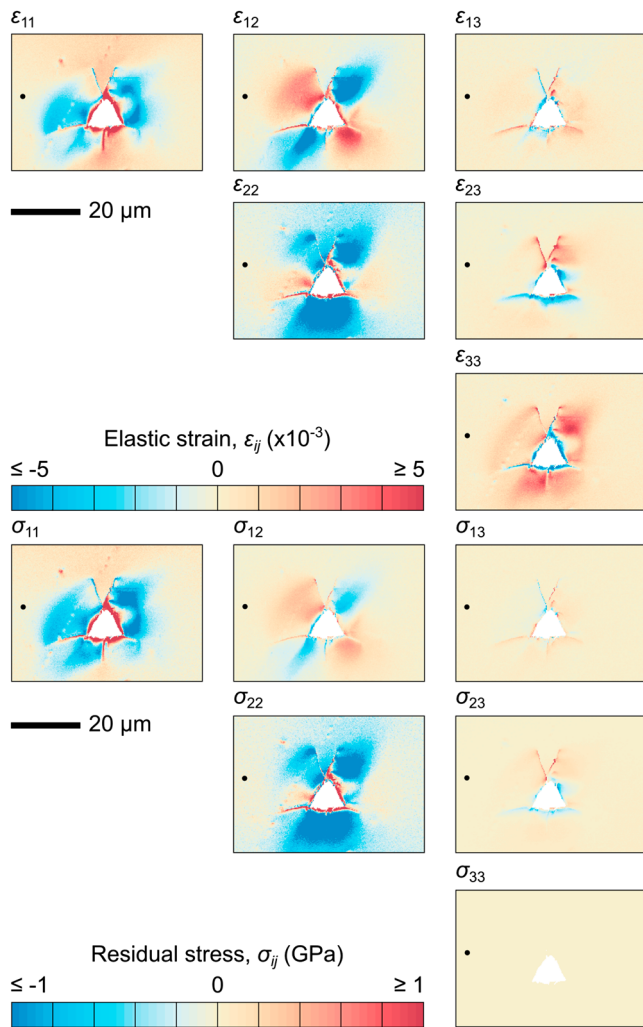 ε11 ε12 ε13
20 μm
ε22 ε23
ε33
Elastic strain, εij (x10-3)
≤ -5 0 ≥ 5
σ11 σ12 σ13
20 μm
σ22 σ23
σ33
Residual stress, σij (GPa)
≤ -1 0 ≥ 1